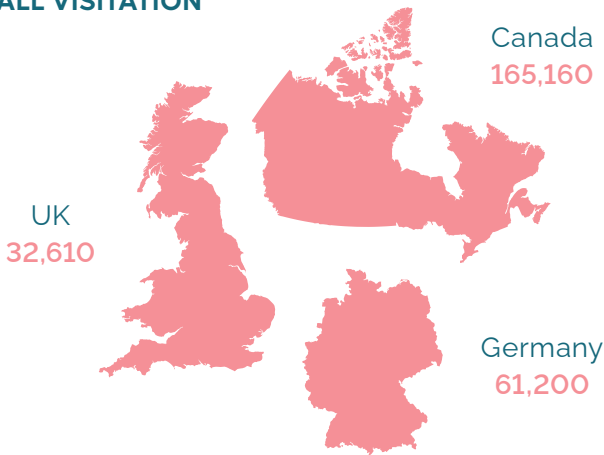 ALL VISITATION
Canada
165,160
UK
32,610
Germany
61,200